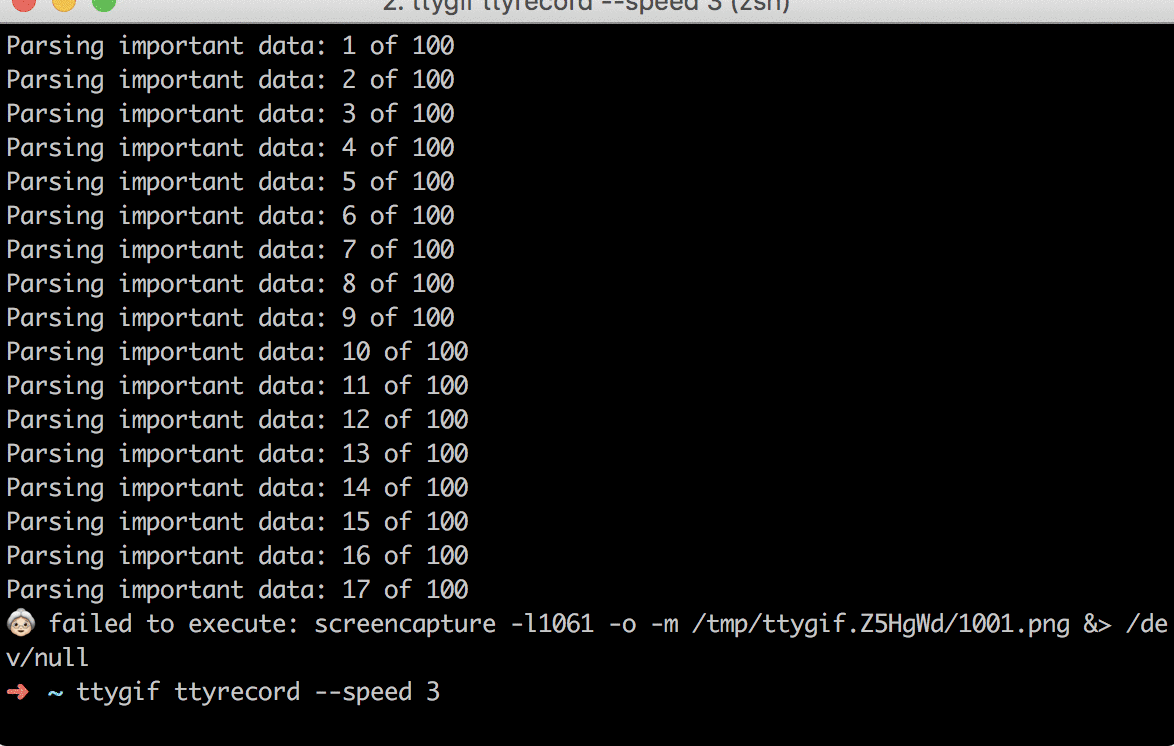 2. ttygif ttyrecord --speed 3 (zsh)
Parsing important data: 1 of 100
Parsing important data: 2 of 100
Parsing important data: 3 of 100
Parsing important data: 4 of 100
Parsing important data: 5 of 100
Parsing important data: 6 of 100
Parsing important data: 7 of 100
Parsing important data: 8 of 100
Parsing important data: 9 of 100
Parsing important data: 10 of 100
Parsing important data: 11 of 100
Parsing important data: 12 of 100
Parsing important data: 13 of 100
Parsing important data: 14 of 100
Parsing important data: 15 of 100
Parsing important data: 16 of 100
Parsing important data: 17 of 100
👵🏻 failed to execute: screencapture -l1061 -o -m /tmp/ttygif.Z5HgWd/1001.png &> /de
v/null
➜ ~ ttygif ttyrecord --speed 3